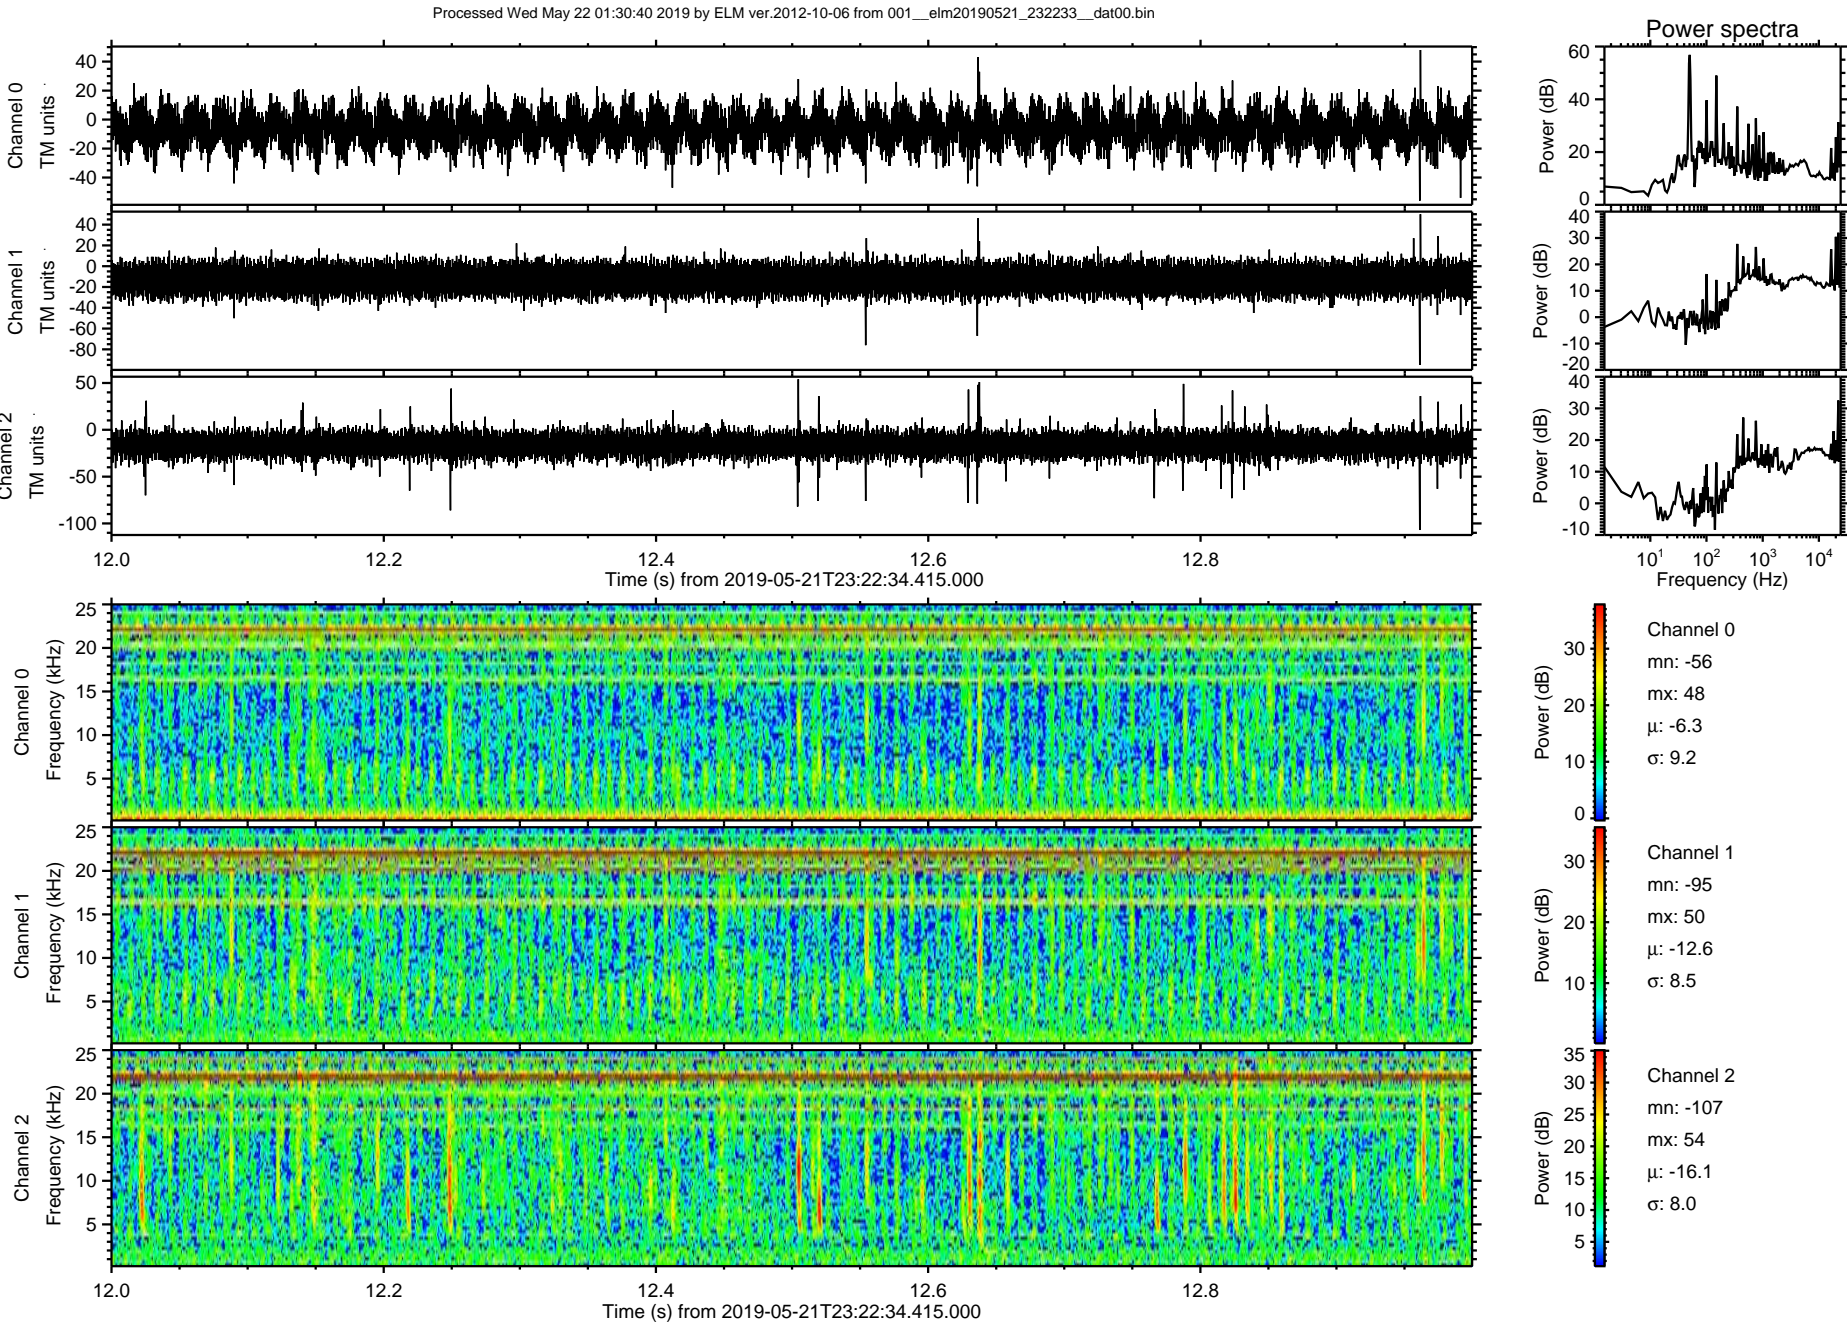 Processed Wed May 22 01:30:40 2019 by ELM ver.2012-10-06 from 001__elm20190521_232233__dat00.bin
Power spectra
Channel 0
TM units
40
20
0
-20
-40
Power (dB)
60
40
20
0
Channel 1
TM units
40
20
0
-20
-40
-60
-80
Power (dB)
40
30
20
10
0
-10
-20
Channel 2
TM units
50
0
-50
-100
Power (dB)
40
30
20
10
0
-10
12.0 12.2 12.4 12.6 12.8
Time (s) from 2019-05-21T23:22:34.415.000
10¹ 10² 10³ 10⁴
Frequency (Hz)
Channel 0
Frequency (kHz)
25
20
15
10
5
Power (dB)
30
20
10
0
Channel 0
mn: -56
mx: 48
μ: -6.3
σ: 9.2
Channel 1
Frequency (kHz)
25
20
15
10
5
Power (dB)
30
20
10
Channel 1
mn: -95
mx: 50
μ: -12.6
σ: 8.5
Channel 2
Frequency (kHz)
25
20
15
10
5
Power (dB)
35
30
25
20
15
10
5
Channel 2
mn: -107
mx: 54
μ: -16.1
σ: 8.0
12.0 12.2 12.4 12.6 12.8
Time (s) from 2019-05-21T23:22:34.415.000